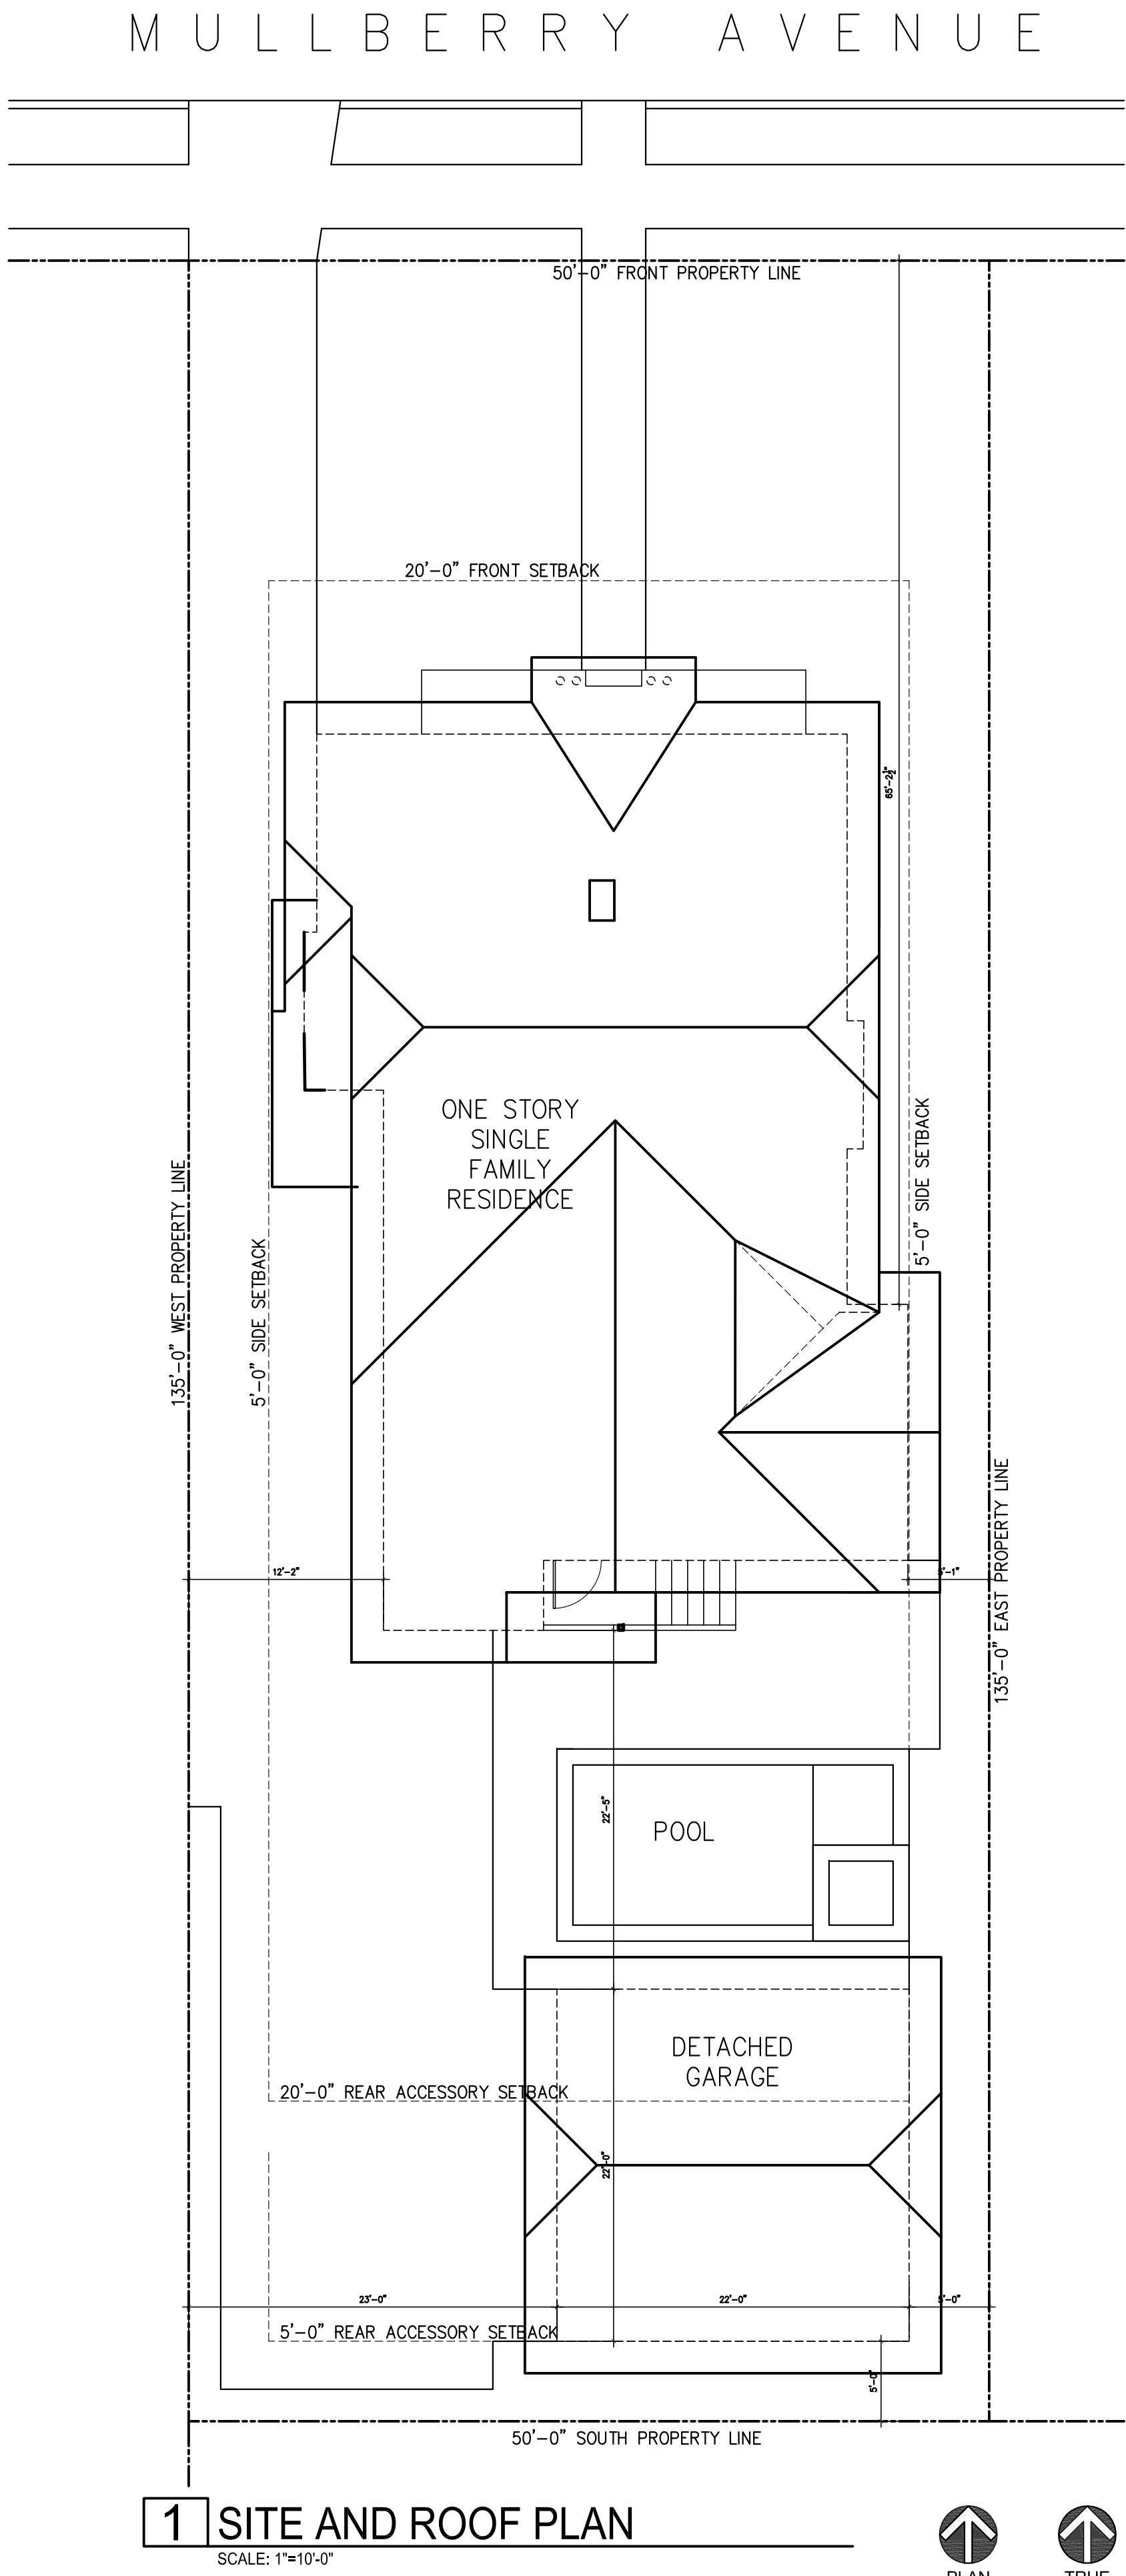 MULLBERRY AVENUE
50'-0" FRONT PROPERTY LINE
20'-0" FRONT SETBACK
65'-2½"
ONE STORY
SINGLE
FAMILY
RESIDENCE
5'-0" SIDE SETBACK
135'-0" WEST PROPERTY LINE
5'-0" SIDE SETBACK
135'-0" EAST PROPERTY LINE
12'-2"
5'-1"
22'-5"
POOL
DETACHED
GARAGE
20'-0" REAR ACCESSORY SETBACK
22'-0"
23'-0"
22'-0"
5'-0"
5'-0" REAR ACCESSORY SETBACK
5'-0"
50'-0" SOUTH PROPERTY LINE
1 SITE AND ROOF PLAN
SCALE: 1"=10'-0"
PLAN
TRUE